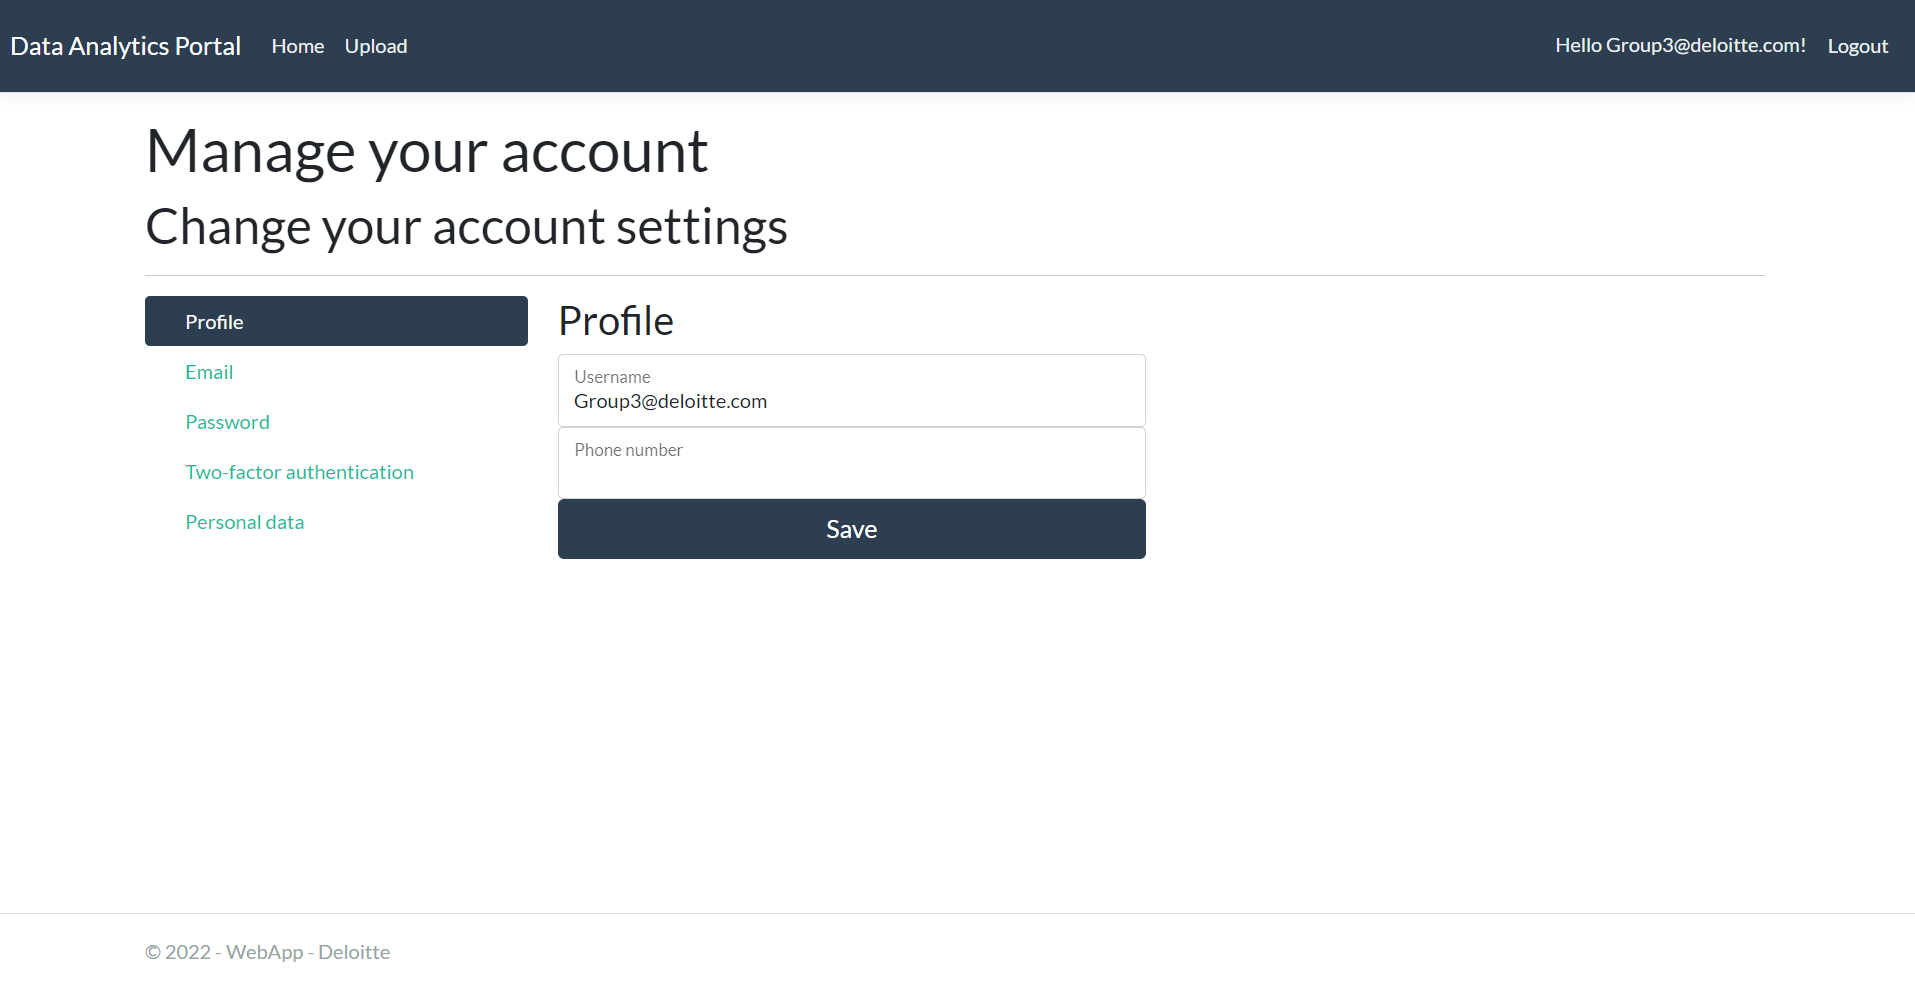 Data Analytics Portal Home Upload Hello Group3@deloitte.com! Logout
Manage your account
Change your account settings
Profile
Email
Password
Two-factor authentication
Personal data
Profile
Username
Group3@deloitte.com
Phone number
Save
© 2022 - WebApp - Deloitte